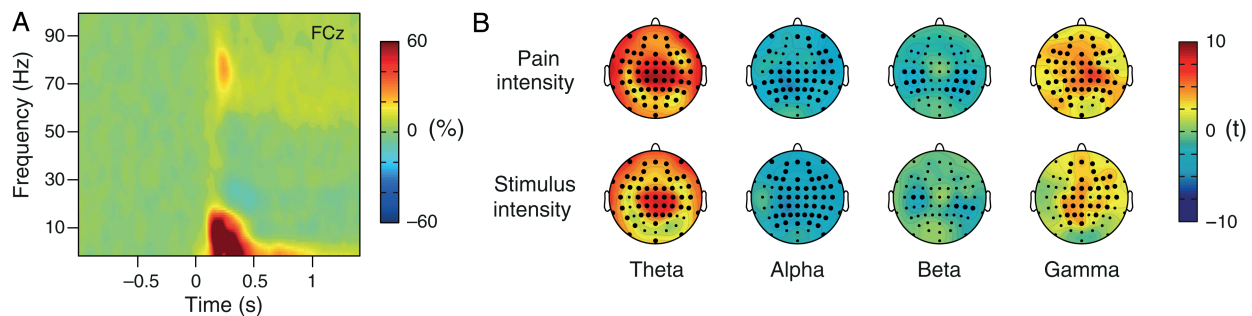 A
FCz
90
70
50
30
10
Frequency (Hz)
−0.5
0
0.5
1
Time (s)
60
0
(%)
−60
B
Pain
intensity
Stimulus
intensity
Theta
Alpha
Beta
Gamma
10
0
(t)
−10